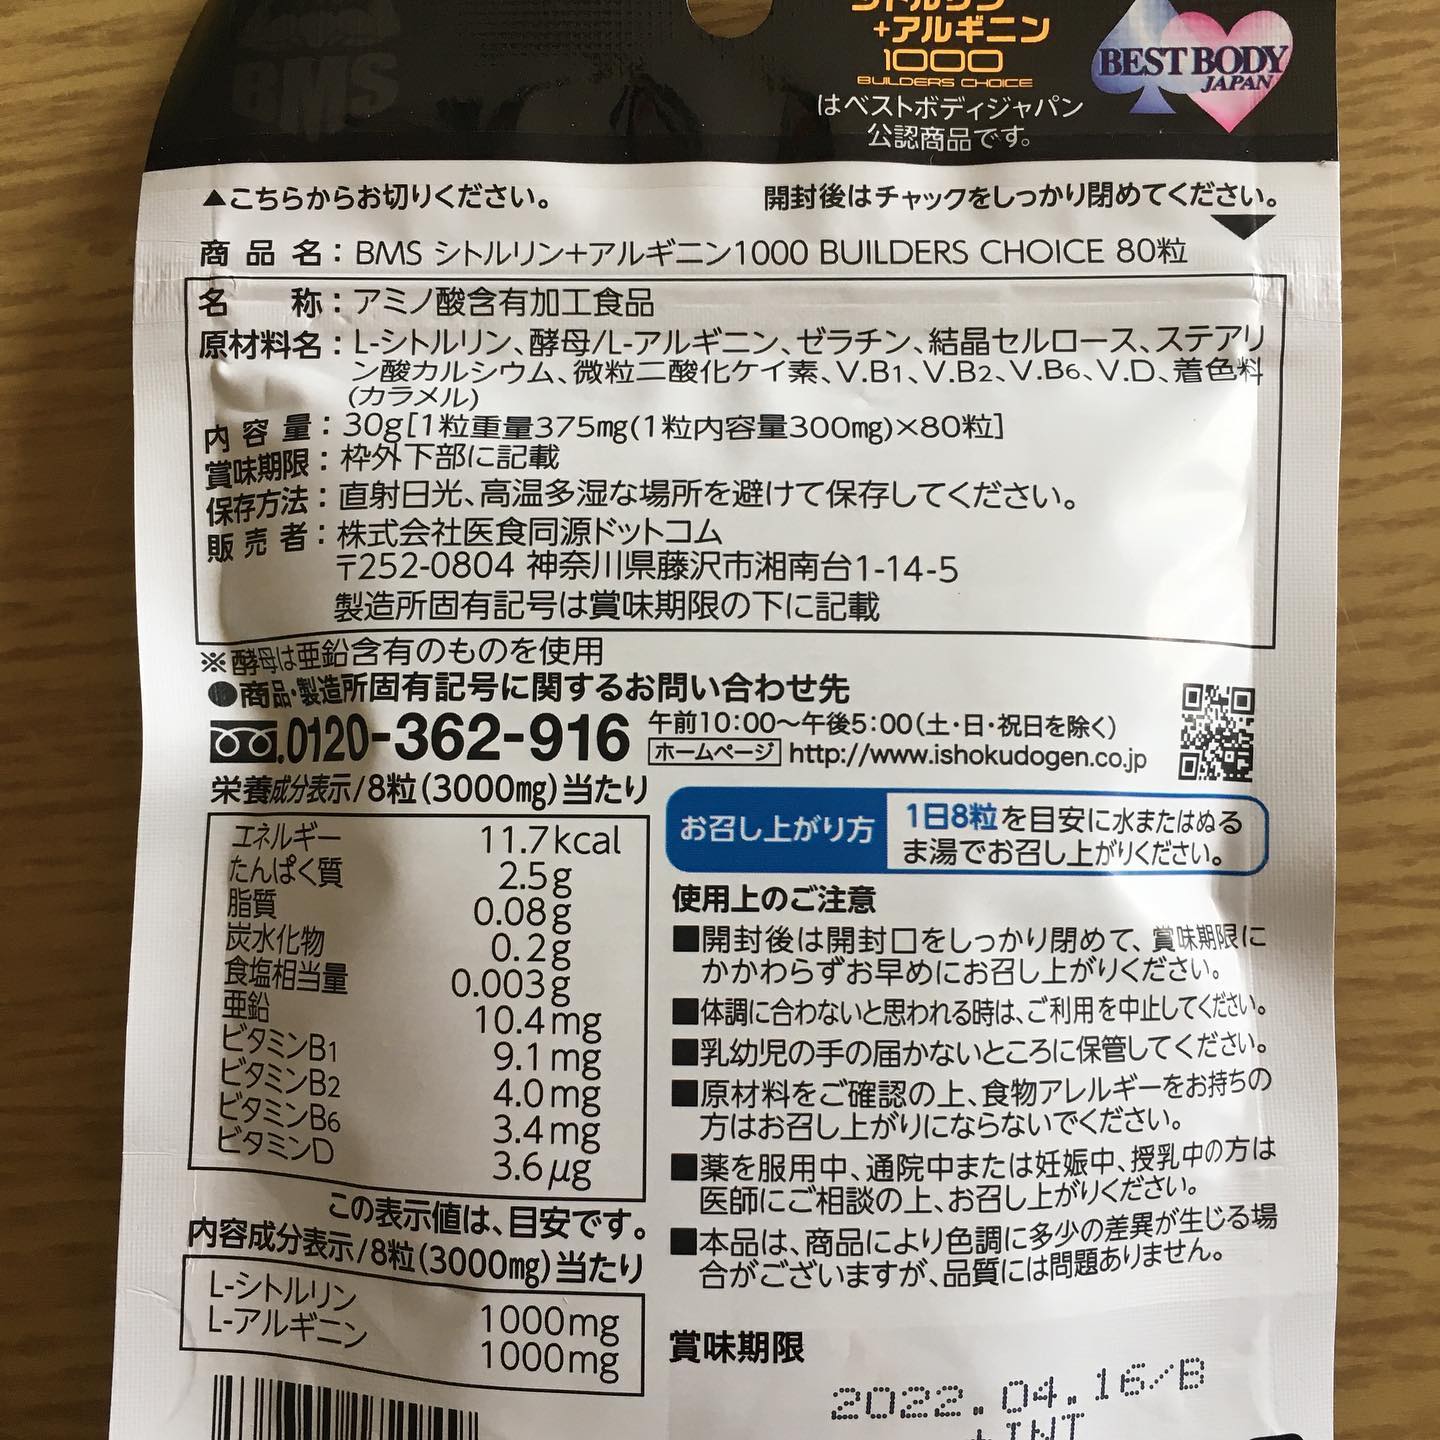 BMS
+アルギニン
1000
BUILDERS CHOICE
はベストボディジャパン
公認商品です。
BEST BODY
JAPAN
▲こちらからお切りください。
開封後はチャックをしっかり閉めてください。
商品名：BMS シトルリン+アルギニン1000 BUILDERS CHOICE 80粒
名称：アミノ酸含有加工食品
原材料名：L-シトルリン、酵母/L-アルギニン、ゼラチン、結晶セルロース、ステアリ
ン酸カルシウム、微粒二酸化ケイ素、V.B1、V.B2、V.B6、V.D、着色料
(カラメル)
内容量：30g[1粒重量375mg(1粒内容量300mg)×80粒]
賞味期限：枠外下部に記載
保存方法：直射日光、高温多湿な場所を避けて保存してください。
販売者：株式会社医食同源ドットコム
〒252-0804 神奈川県藤沢市湘南台1-14-5
製造所固有記号は賞味期限の下に記載
※酵母は亜鉛含有のものを使用
●商品・製造所固有記号に関するお問い合わせ先
0120-362-916
午前10:00～午後5:00(土・日・祝日を除く)
ホームページ http://www.ishokudogen.co.jp
栄養成分表示/8粒(3000mg)当たり
エネルギー 11.7kcal
たんぱく質 2.5g
脂質 0.08g
炭水化物 0.2g
食塩相当量 0.003g
亜鉛 10.4mg
ビタミンB1 9.1mg
ビタミンB2 4.0mg
ビタミンB6 3.4mg
ビタミンD 3.6μg
この表示値は、目安です。
内容成分表示/8粒(3000mg)当たり
L-シトルリン 1000mg
L-アルギニン 1000mg
お召し上がり方
1日8粒を目安に水またはぬる
ま湯でお召し上がりください。
使用上のご注意
■開封後は開封口をしっかり閉めて、賞味期限に
かかわらずお早めにお召し上がりください。
■体調に合わないと思われる時は、ご利用を中止してください。
■乳幼児の手の届かないところに保管してください。
■原材料をご確認の上、食物アレルギーをお持ちの
方はお召し上がりにならないでください。
■薬を服用中、通院中または妊娠中、授乳中の方は
医師にご相談の上、お召し上がりください。
■本品は、商品により色調に多少の差異が生じる場
合がございますが、品質には問題ありません。
賞味期限
2022.04.16/B
+INT